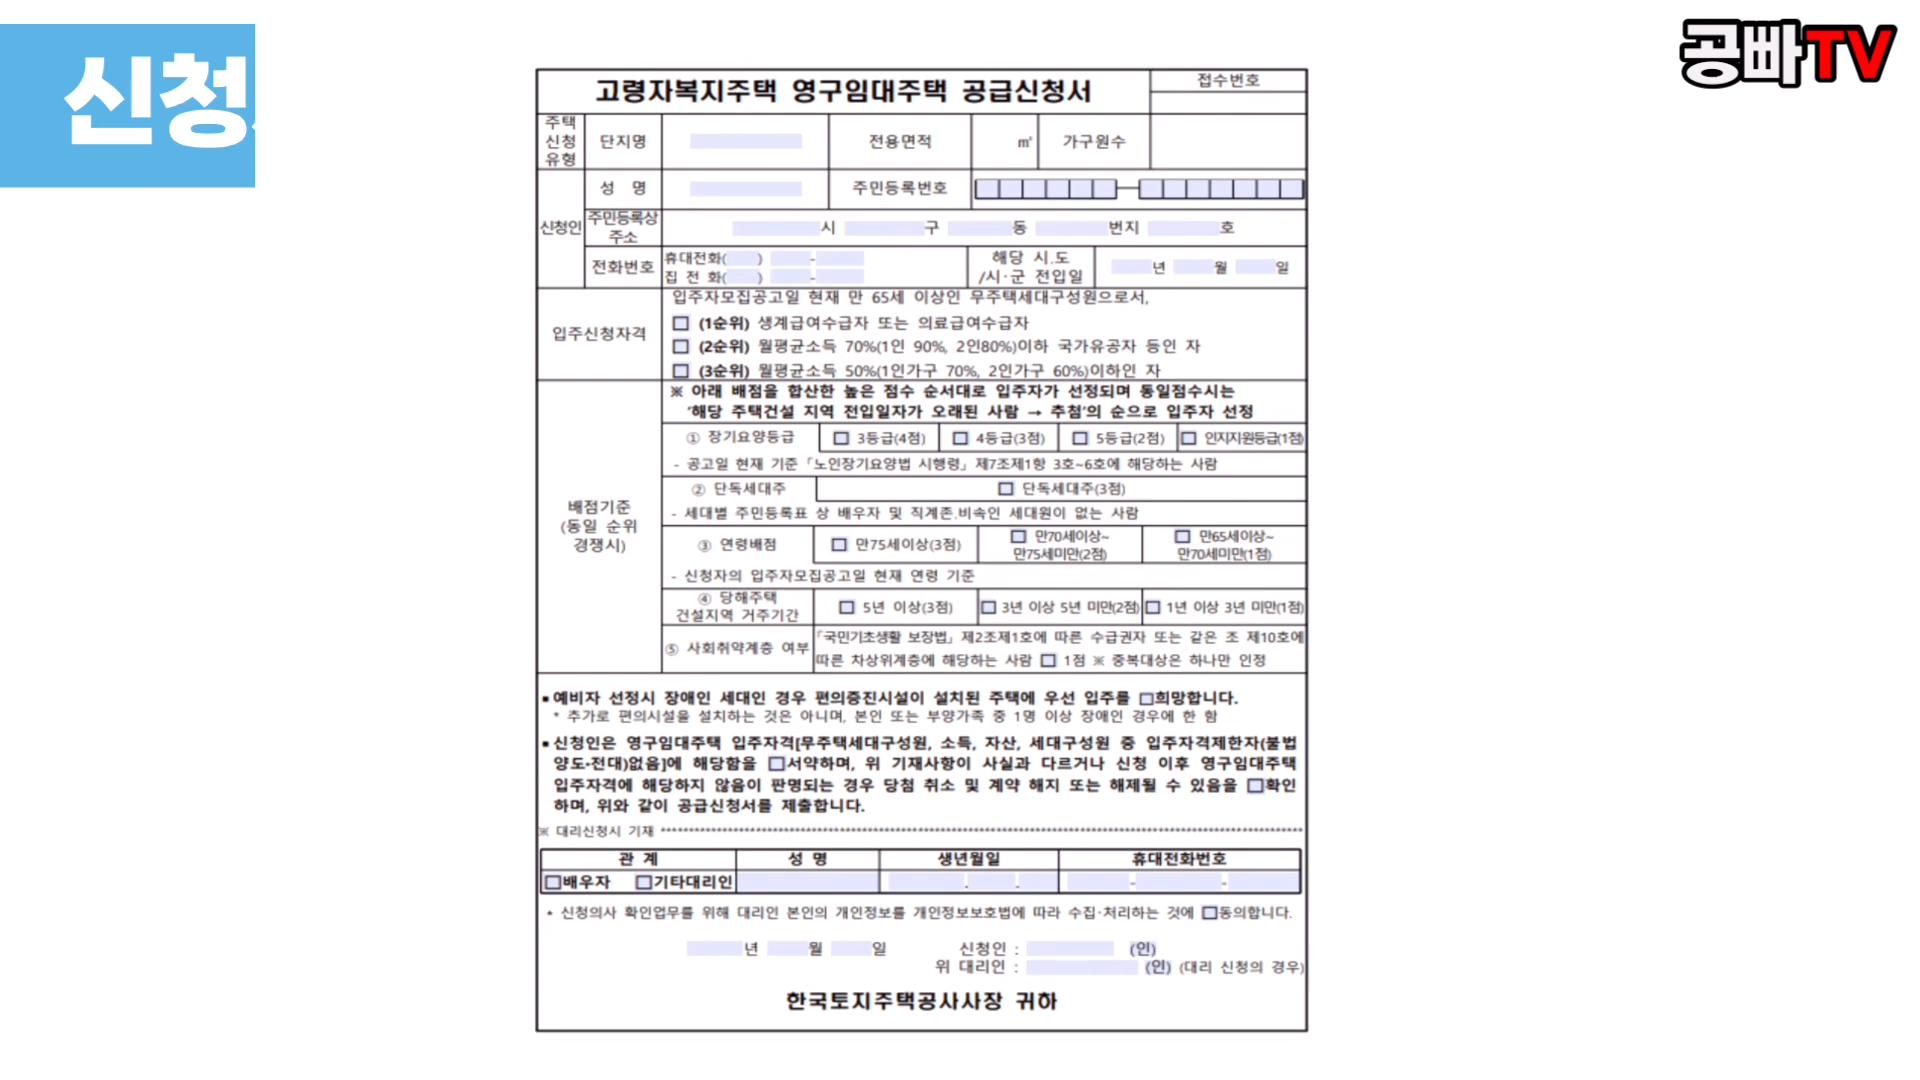 신청
공빠TV
고령자복지주택 영구임대주택 공급신청서
접수번호
주택
신청
유형
단지명
전용면적
㎡
가구원수
신청인
성 명
주민등록번호
주민등록상
주소
시 구 동 번지 호
전화번호
휴대전화( ) -
집 전 화( ) -
해당 시.도
/시·군 전입일
년 월 일
입주신청자격
입주자모집공고일 현재 만 65세 이상인 무주택세대구성원으로서,
□ (1순위) 생계급여수급자 또는 의료급여수급자
□ (2순위) 월평균소득 70%(1인 90%, 2인80%)이하 국가유공자 등인 자
□ (3순위) 월평균소득 50%(1인가구 70%, 2인가구 60%)이하인 자
배점기준
(동일 순위
경쟁시)
※ 아래 배점을 합산한 높은 점수 순서대로 입주자가 선정되며 동일점수시는
'해당 주택건설 지역 전입일자가 오래된 사람 → 추첨'의 순으로 입주자 선정
① 장기요양등급
□ 3등급(4점)
□ 4등급(3점)
□ 5등급(2점)
□ 인지지원등급(1점)
- 공고일 현재 기준「노인장기요양법 시행령」제7조제1항 3호~6호에 해당하는 사람
② 단독세대주
□ 단독세대주(3점)
- 세대별 주민등록표 상 배우자 및 직계존.비속인 세대원이 없는 사람
③ 연령배점
□ 만75세이상(3점)
□ 만70세이상~
만75세미만(2점)
□ 만65세이상~
만70세미만(1점)
- 신청자의 입주자모집공고일 현재 연령 기준
④ 당해주택
건설지역 거주기간
□ 5년 이상(3점)
□ 3년 이상 5년 미만(2점)
□ 1년 이상 3년 미만(1점)
⑤ 사회취약계층 여부
「국민기초생활 보장법」제2조제1호에 따른 수급권자 또는 같은 조 제10호에
따른 차상위계층에 해당하는 사람 □ 1점 ※ 중복대상은 하나만 인정
▪ 예비자 선정시 장애인 세대인 경우 편의증진시설이 설치된 주택에 우선 입주를 □희망합니다.
* 추가로 편의시설을 설치하는 것은 아니며, 본인 또는 부양가족 중 1명 이상 장애인 경우에 한 함
▪ 신청인은 영구임대주택 입주자격[무주택세대구성원, 소득, 자산, 세대구성원 중 입주자격제한자(불법
양도·전대)없음]에 해당함을 □서약하며, 위 기재사항이 사실과 다르거나 신청 이후 영구임대주택
입주자격에 해당하지 않음이 판명되는 경우 당첨 취소 및 계약 해지 또는 해제될 수 있음을 □확인
하며, 위와 같이 공급신청서를 제출합니다.
※ 대리신청시 기재
관 계
성 명
생년월일
휴대전화번호
□배우자 □기타대리인
. .
- -
* 신청의사 확인업무를 위해 대리인 본인의 개인정보를 개인정보보호법에 따라 수집·처리하는 것에 □동의합니다.
년 월 일 신청인 : (인)
위 대리인 : (인) (대리 신청의 경우)
한국토지주택공사사장 귀하